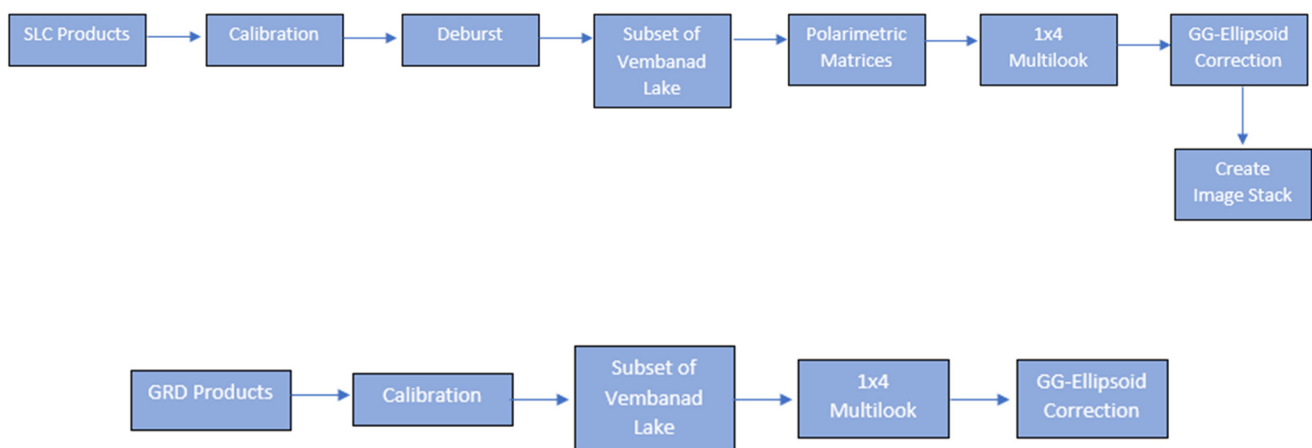 SLC Products
Calibration
Deburst
Subset of
Vembanad
Lake
Polarimetric
Matrices
1x4
Multilook
GG-Ellipsoid
Correction
Create
Image Stack
GRD Products
Calibration
Subset of
Vembanad
Lake
1x4
Multilook
GG-Ellipsoid
Correction